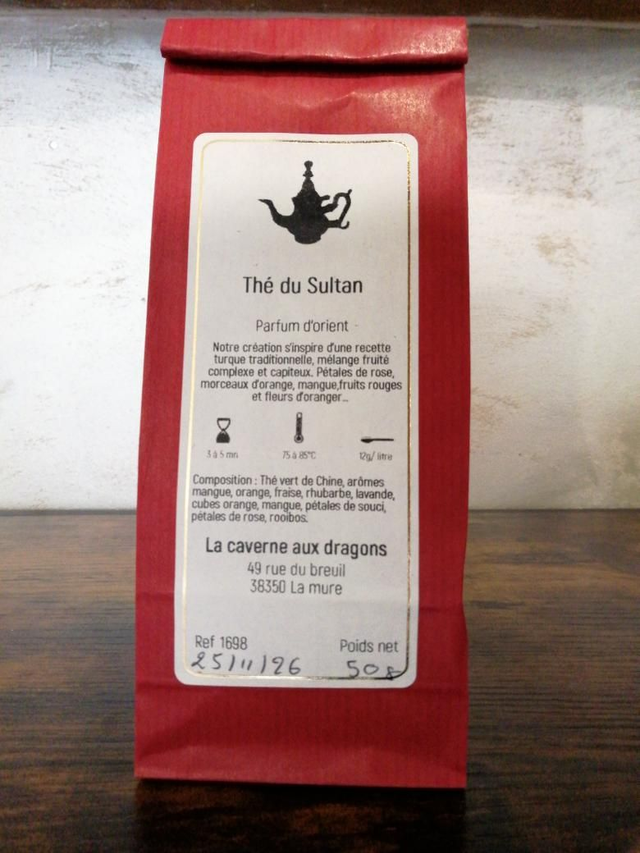 Thé du Sultan
Parfum d'orient -
Notre création s'inspire d'une recette
turque traditionnelle, mélange fruité
complexe et capiteux. Pétales de rose,
morceaux d'orange, mangue,fruits rouges
et fleurs d'oranger...
3 à 5 mn 75 à 85°C 12g/ litre
Composition : Thé vert de Chine, arômes
mangue, orange, fraise, rhubarbe, lavande,
cubes orange, mangue, pétales de souci,
pétales de rose, rooibos.
La caverne aux dragons
49 rue du breuil
38350 La mure
Ref 1698 Poids net
25/11/26 50g